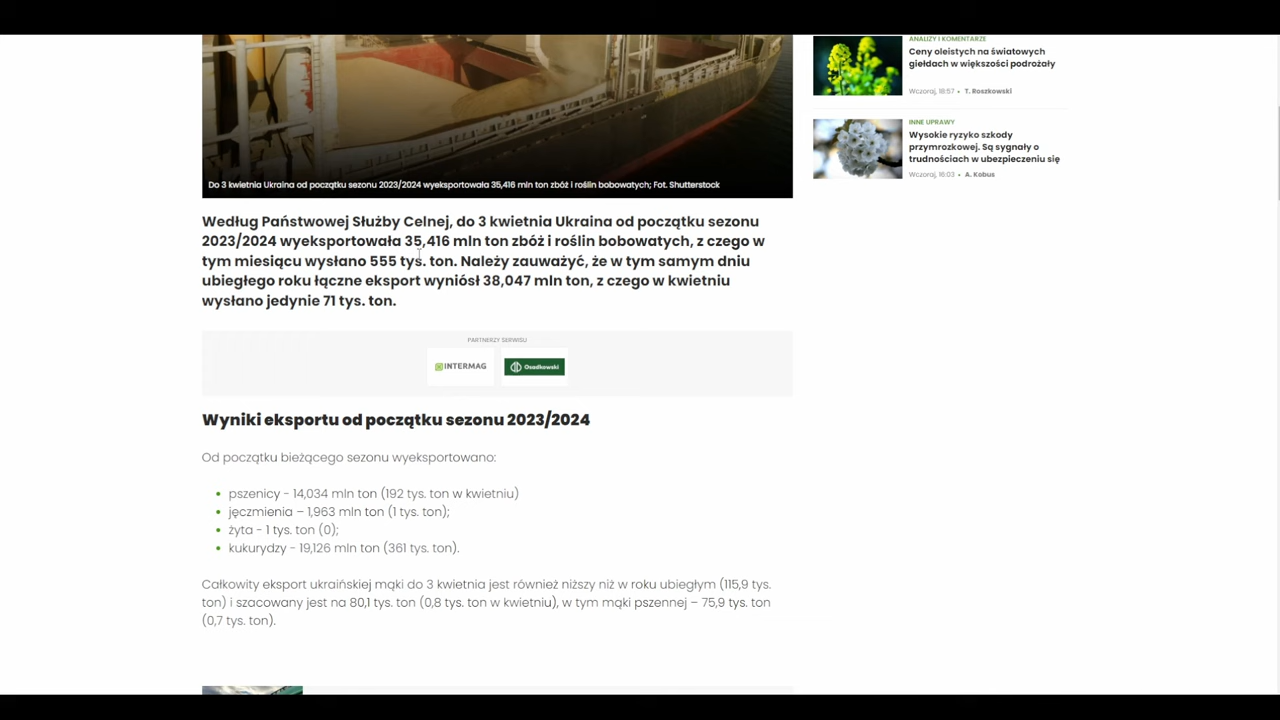 Do 3 kwietnia Ukraina od początku sezonu 2023/2024 wyeksportowała 35,416 mln ton zbóż i roślin bobowatych; Fot. Shutterstock
Według Państwowej Służby Celnej, do 3 kwietnia Ukraina od początku sezonu
2023/2024 wyeksportowała 35,416 mln ton zbóż i roślin bobowatych, z czego w
tym miesiącu wysłano 555 tys. ton. Należy zauważyć, że w tym samym dniu
ubiegłego roku łączne eksport wyniósł 38,047 mln ton, z czego w kwietniu
wysłano jedynie 71 tys. ton.
PARTNERZY SERWISU
INTERMAG
Osadkowski
Wyniki eksportu od początku sezonu 2023/2024
Od początku bieżącego sezonu wyeksportowano:
pszenicy - 14,034 mln ton (192 tys. ton w kwietniu)
jęczmienia – 1,963 mln ton (1 tys. ton);
żyta - 1 tys. ton (0);
kukurydzy - 19,126 mln ton (361 tys. ton).
Całkowity eksport ukraińskiej mąki do 3 kwietnia jest również niższy niż w roku ubiegłym (115,9 tys.
ton) i szacowany jest na 80,1 tys. ton (0,8 tys. ton w kwietniu), w tym mąki pszennej – 75,9 tys. ton
(0,7 tys. ton).
ANALIZY I KOMENTARZE
Ceny oleistych na światowych
giełdach w większości podrożały
Wczoraj, 18:57 • T. Roszkowski
INNE UPRAWY
Wysokie ryzyko szkody
przymrozkowej. Są sygnały o
trudnościach w ubezpieczeniu się
Wczoraj, 16:03 • A. Kobus